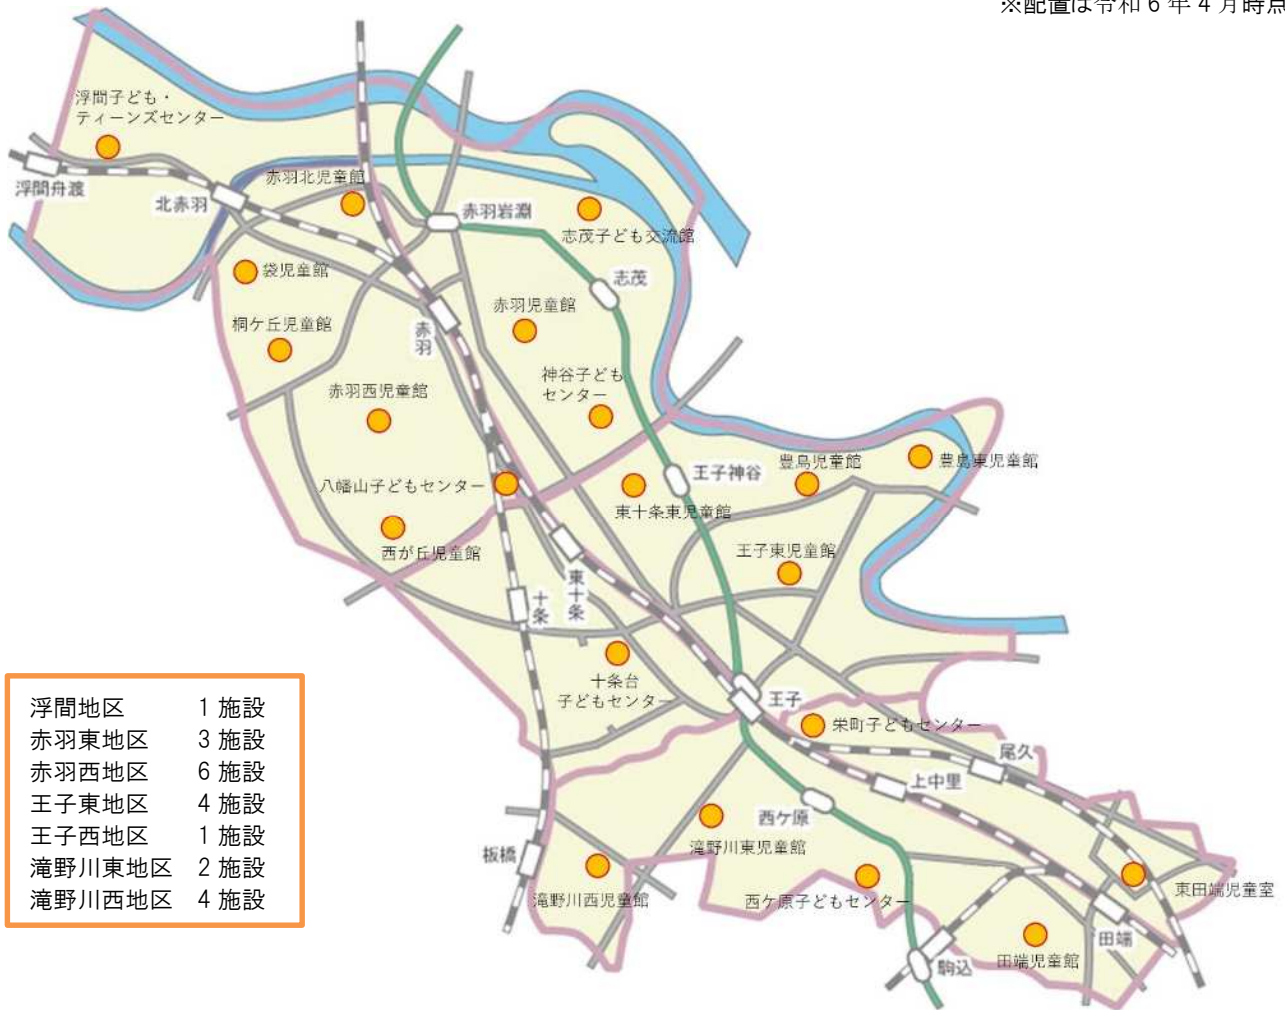 ※配置は令和6年4月時点
浮間子ども・
ティーンズセンター
浮間舟渡
北赤羽
赤羽北児童館
赤羽岩淵
志茂子ども交流館
袋児童館
志茂
桐ケ丘児童館
赤羽
赤羽児童館
神谷子ども
センター
赤羽西児童館
八幡山子どもセンター
王子神谷
豊島児童館
豊島東児童館
東十条東児童館
西が丘児童館
王子東児童館
東十条
十条
十条台
子どもセンター
王子
栄町子どもセンター
尾久
上中里
西ケ原
滝野川東児童館
板橋
滝野川西児童館
西ケ原子どもセンター
東田端児童室
田端
田端児童館
駒込
浮間地区 1施設
赤羽東地区 3施設
赤羽西地区 6施設
王子東地区 4施設
王子西地区 1施設
滝野川東地区 2施設
滝野川西地区 4施設